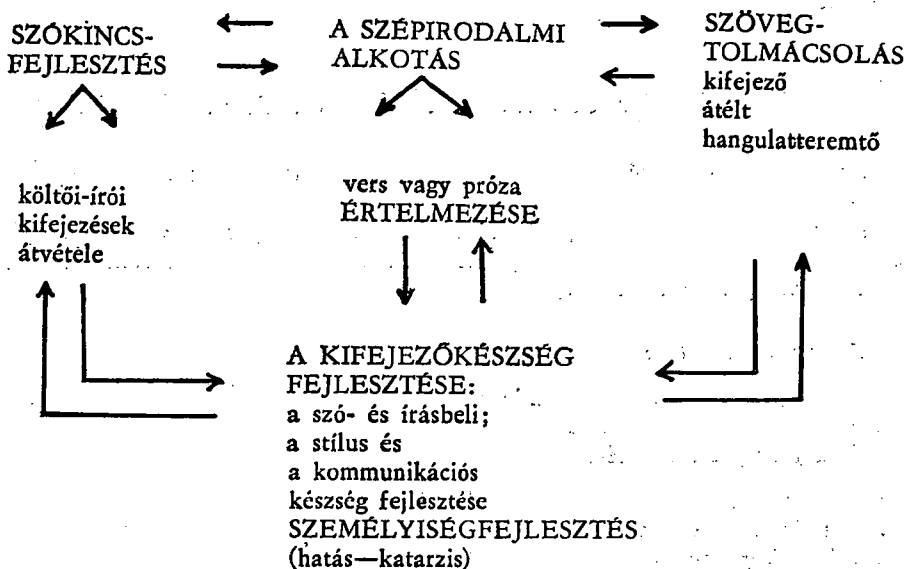 SZÓKINCS-
FEJLESZTÉS
A SZÉPIRODALMI
ALKOTÁS
SZÖVEG-
TOLMÁCSOLÁS
kifejező
átélt
hangulatteremtő
költői-írói
kifejezések
átvétele
vers vagy próza
ÉRTELMEZÉSE
A KIFEJEZŐKÉSZSÉG
FEJLESZTÉSE:
a szó- és írásbeli;
a stílus és
a kommunikációs
készség fejlesztése
SZEMÉLYISÉGFEJLESZTÉS
(hatás—katarzis)